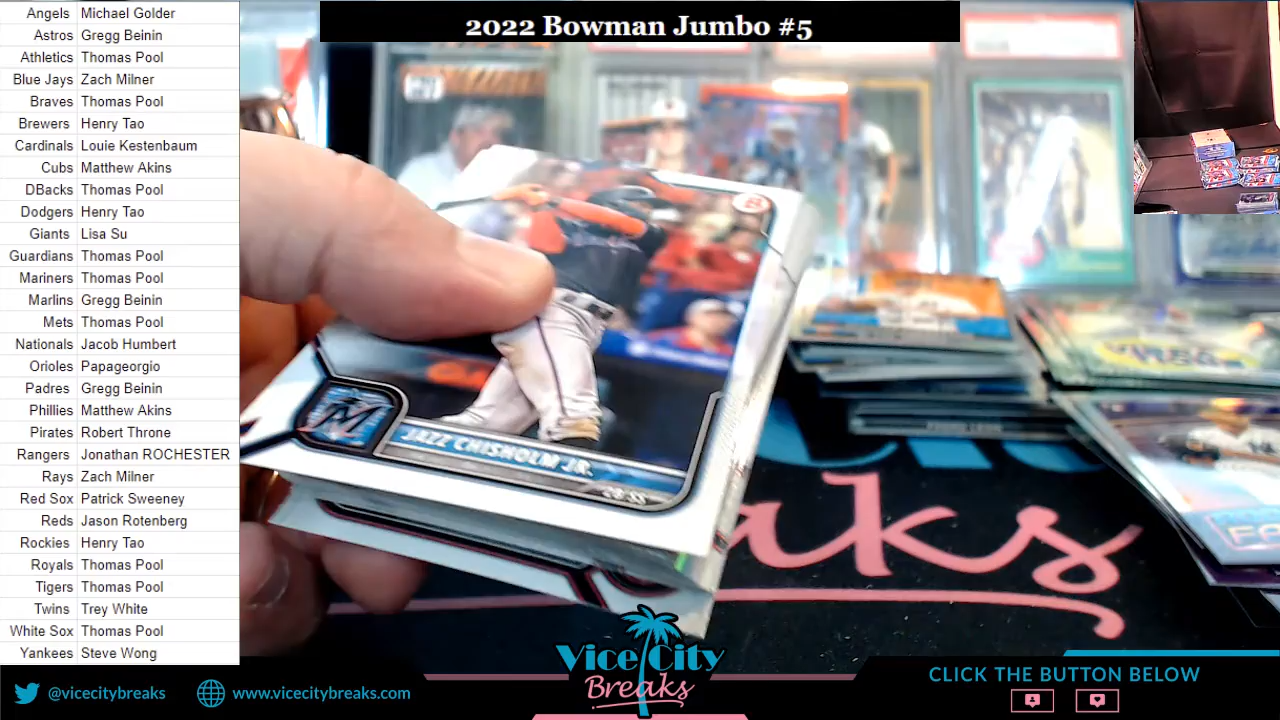 2022 Bowman Jumbo #5
Angels Michael Golder
Astros Gregg Beinin
Athletics Thomas Pool
Blue Jays Zach Milner
Braves Thomas Pool
Brewers Henry Tao
Cardinals Louie Kestenbaum
Cubs Matthew Akins
DBacks Thomas Pool
Dodgers Henry Tao
Giants Lisa Su
Guardians Thomas Pool
Mariners Thomas Pool
Marlins Gregg Beinin
Mets Thomas Pool
Nationals Jacob Humbert
Orioles Papageorgio
Padres Gregg Beinin
Phillies Matthew Akins
Pirates Robert Throne
Rangers Jonathan ROCHESTER
Rays Zach Milner
Red Sox Patrick Sweeney
Reds Jason Rotenberg
Rockies Henry Tao
Royals Thomas Pool
Tigers Thomas Pool
Twins Trey White
White Sox Thomas Pool
Yankees Steve Wong
JAZZ CHISHOLM JR.
2B-SS
aks
@vicecitybreaks
www.vicecitybreaks.com
Vice City
Breaks
CLICK THE BUTTON BELOW